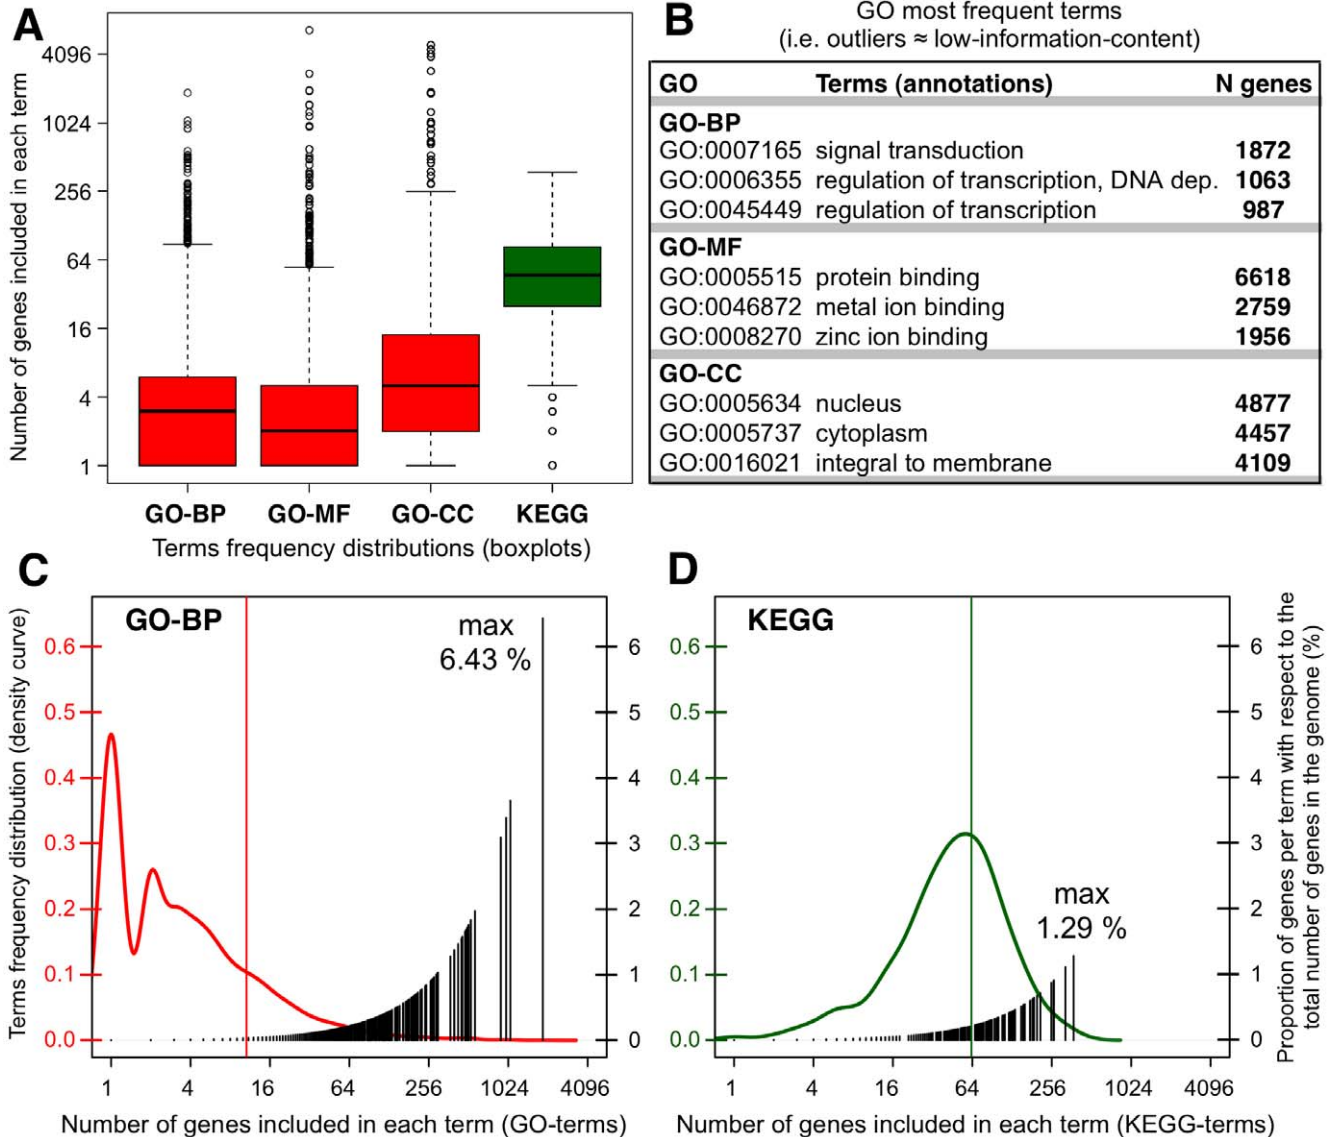 A
Number of genes included in each term
4096
1024
256
64
16
4
1
GO-BP GO-MF GO-CC KEGG
Terms frequency distributions (boxplots)
B
GO most frequent terms
(i.e. outliers ≈ low-information-content)
GO Terms (annotations) N genes
GO-BP
GO:0007165 signal transduction 1872
GO:0006355 regulation of transcription, DNA dep. 1063
GO:0045449 regulation of transcription 987
GO-MF
GO:0005515 protein binding 6618
GO:0046872 metal ion binding 2759
GO:0008270 zinc ion binding 1956
GO-CC
GO:0005634 nucleus 4877
GO:0005737 cytoplasm 4457
GO:0016021 integral to membrane 4109
C
Terms frequency distribution (density curve)
GO-BP
max
6.43 %
0.6
0.5
0.4
0.3
0.2
0.1
0.0
6
5
4
3
2
1
0
1 4 16 64 256 1024 4096
Number of genes included in each term (GO-terms)
D
KEGG
max
1.29 %
0.6
0.5
0.4
0.3
0.2
0.1
0.0
6
5
4
3
2
1
0
1 4 16 64 256 1024 4096
Number of genes included in each term (KEGG-terms)
Proportion of genes per term with respect to the
total number of genes in the genome (%)